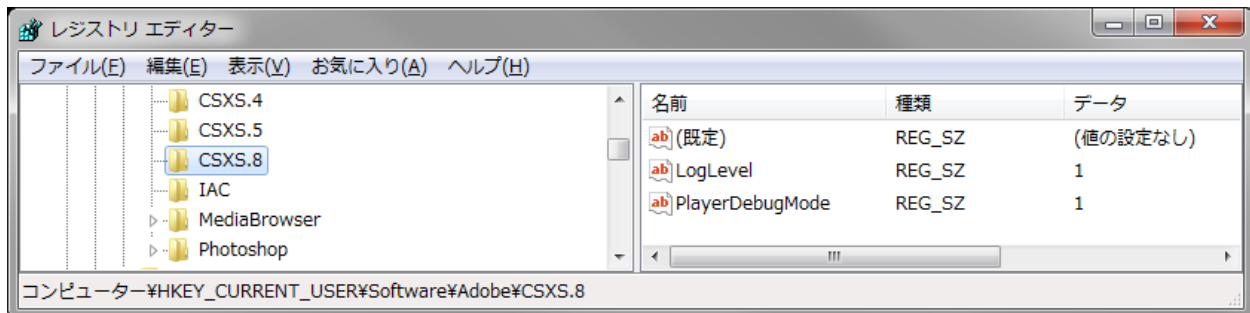 レジストリ エディター
ファイル(F) 編集(E) 表示(V) お気に入り(A) ヘルプ(H)
CSXS.4
CSXS.5
CSXS.8
IAC
MediaBrowser
Photoshop
名前 種類 データ
ab (既定) REG_SZ (値の設定なし)
ab LogLevel REG_SZ 1
ab PlayerDebugMode REG_SZ 1
コンピューター¥HKEY_CURRENT_USER¥Software¥Adobe¥CSXS.8